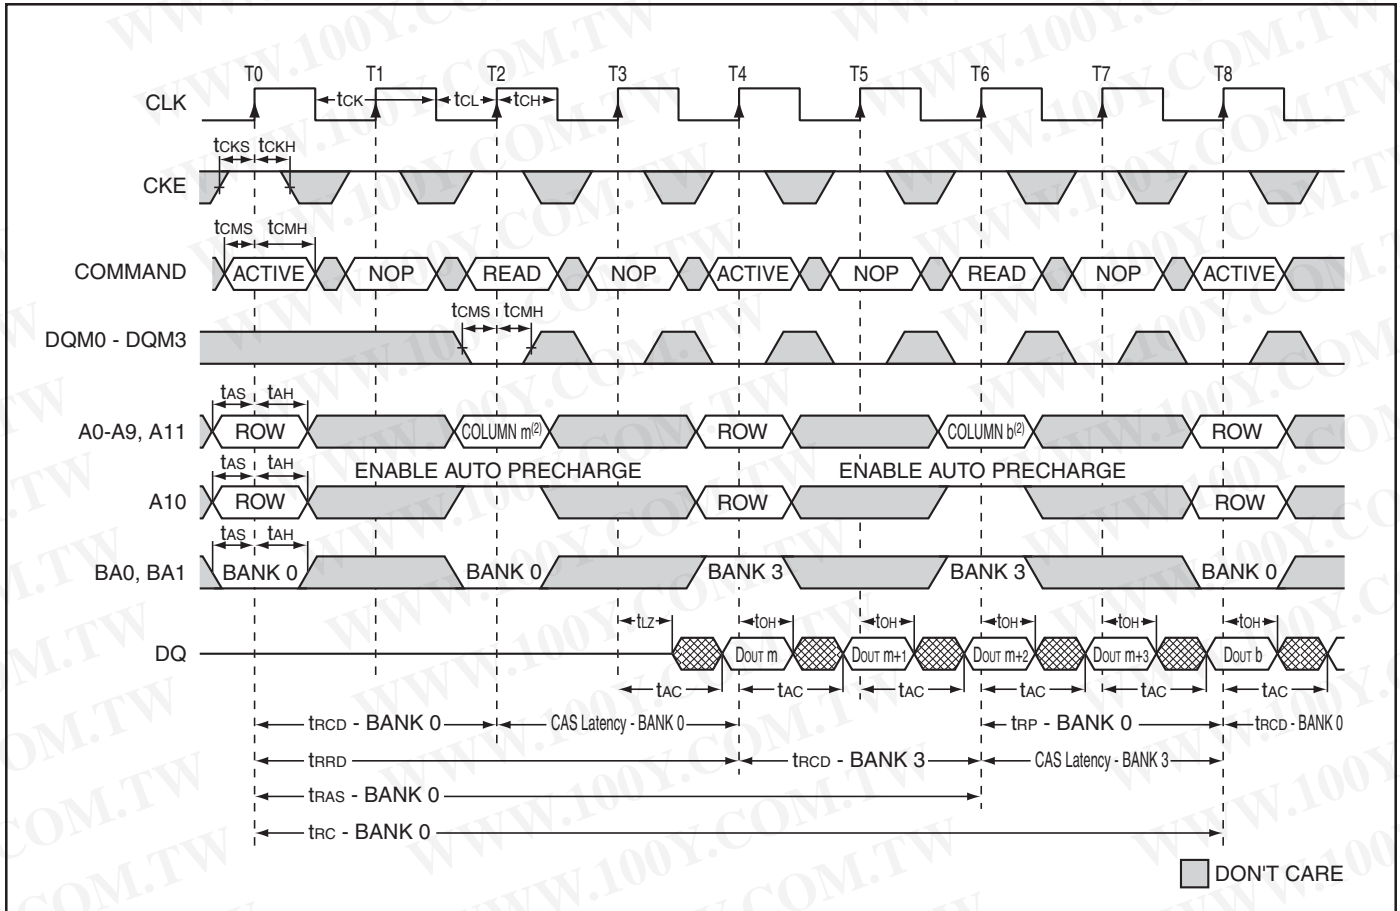 T0 T1 T2 T3 T4 T5 T6 T7 T8
CLK tCK tCL tCH
tCKS tCKH
CKE
tCMS tCMH
COMMAND ACTIVE NOP READ NOP ACTIVE NOP READ NOP ACTIVE
tCMS tCMH
DQM0 - DQM3
tAS tAH
A0-A9, A11 ROW COLUMN m(2) ROW COLUMN b(2) ROW
tAS tAH ENABLE AUTO PRECHARGE ENABLE AUTO PRECHARGE
A10 ROW ROW ROW
tAS tAH
BA0, BA1 BANK 0 BANK 0 BANK 3 BANK 3 BANK 0
tLZ tOH tOH tOH tOH tOH
DQ DOUT m DOUT m+1 DOUT m+2 DOUT m+3 DOUT b
tAC tAC tAC tAC tAC tAC
tRCD - BANK 0 CAS Latency - BANK 0 tRP - BANK 0 tRCD - BANK 0
tRRD tRCD - BANK 3 CAS Latency - BANK 3
tRAS - BANK 0
tRC - BANK 0
DON'T CARE
WWW.100Y.COM.TW